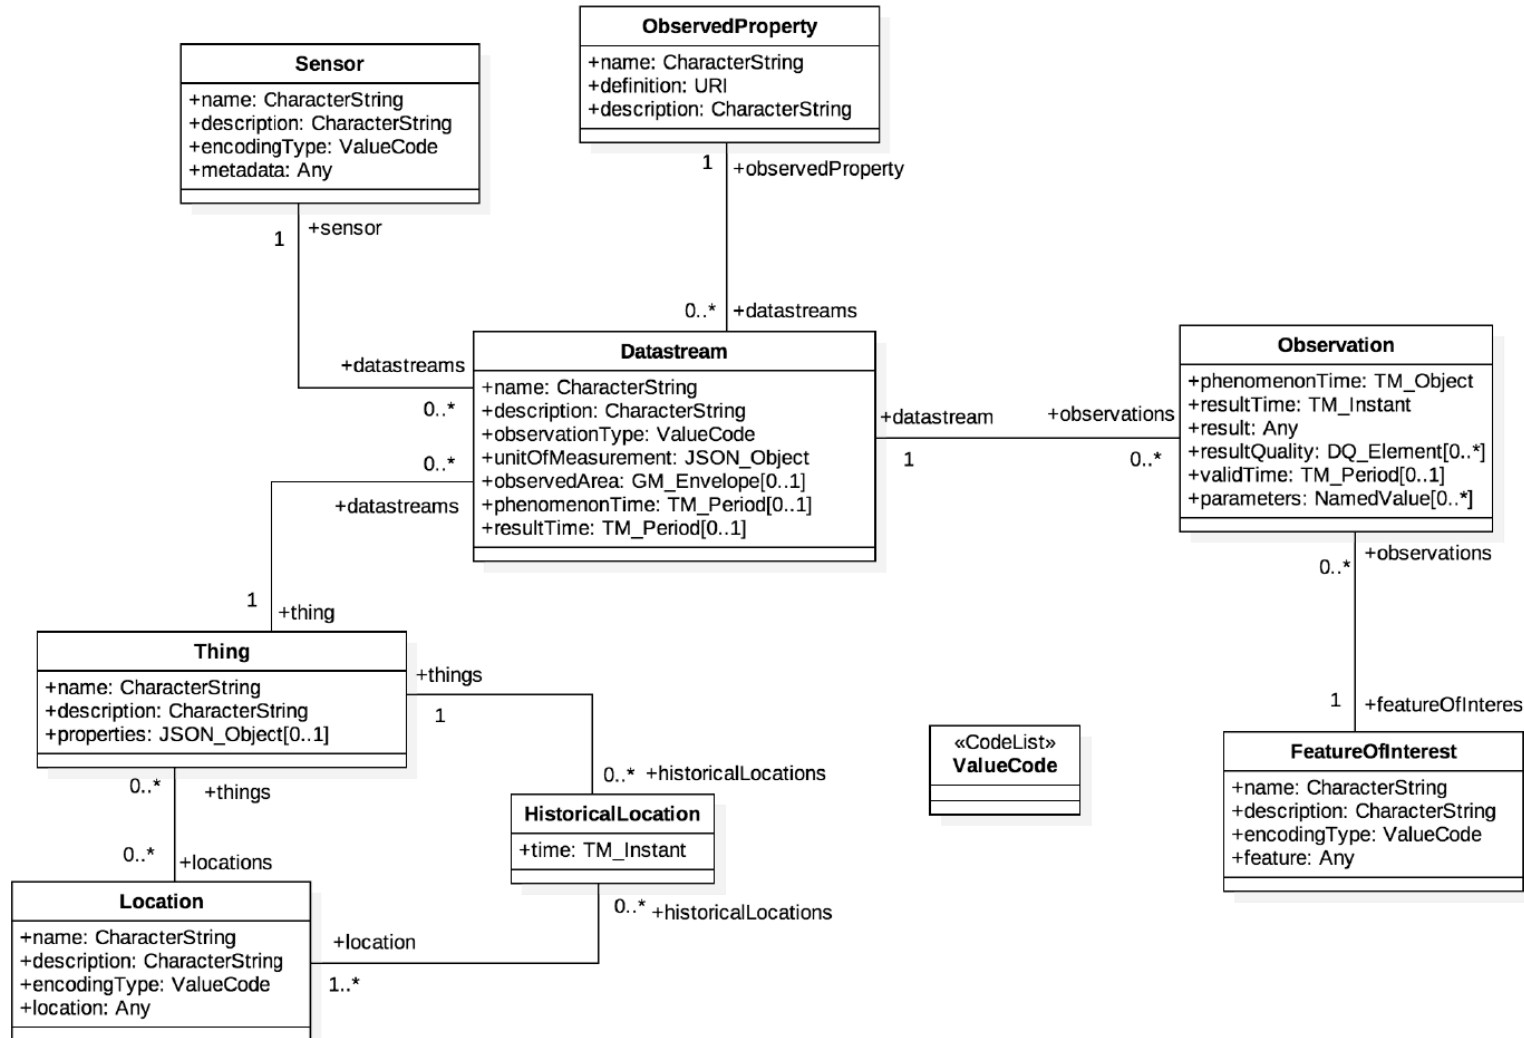 ObservedProperty
+name: CharacterString
+definition: URI
+description: CharacterString
Sensor
+name: CharacterString
+description: CharacterString
+encodingType: ValueCode
+metadata: Any
1
+observedProperty
1
+sensor
0..*
+datastreams
+datastreams
0..*
Datastream
+name: CharacterString
+description: CharacterString
+observationType: ValueCode
+unitOfMeasurement: JSON_Object
+observedArea: GM_Envelope[0..1]
+phenomenonTime: TM_Period[0..1]
+resultTime: TM_Period[0..1]
+datastream
1
+observations
0..*
Observation
+phenomenonTime: TM_Object
+resultTime: TM_Instant
+result: Any
+resultQuality: DQ_Element[0..*]
+validTime: TM_Period[0..1]
+parameters: NamedValue[0..*]
0..*
+datastreams
+observations
0..*
1
+thing
Thing
+name: CharacterString
+description: CharacterString
+properties: JSON_Object[0..1]
+things
1
1
+featureOfInteres
0..*
+things
0..*
+historicalLocations
«CodeList»
ValueCode
FeatureOfInterest
+name: CharacterString
+description: CharacterString
+encodingType: ValueCode
+feature: Any
HistoricalLocation
+time: TM_Instant
0..*
+locations
0..*
+historicalLocations
Location
+name: CharacterString
+description: CharacterString
+encodingType: ValueCode
+location: Any
+location
1..*